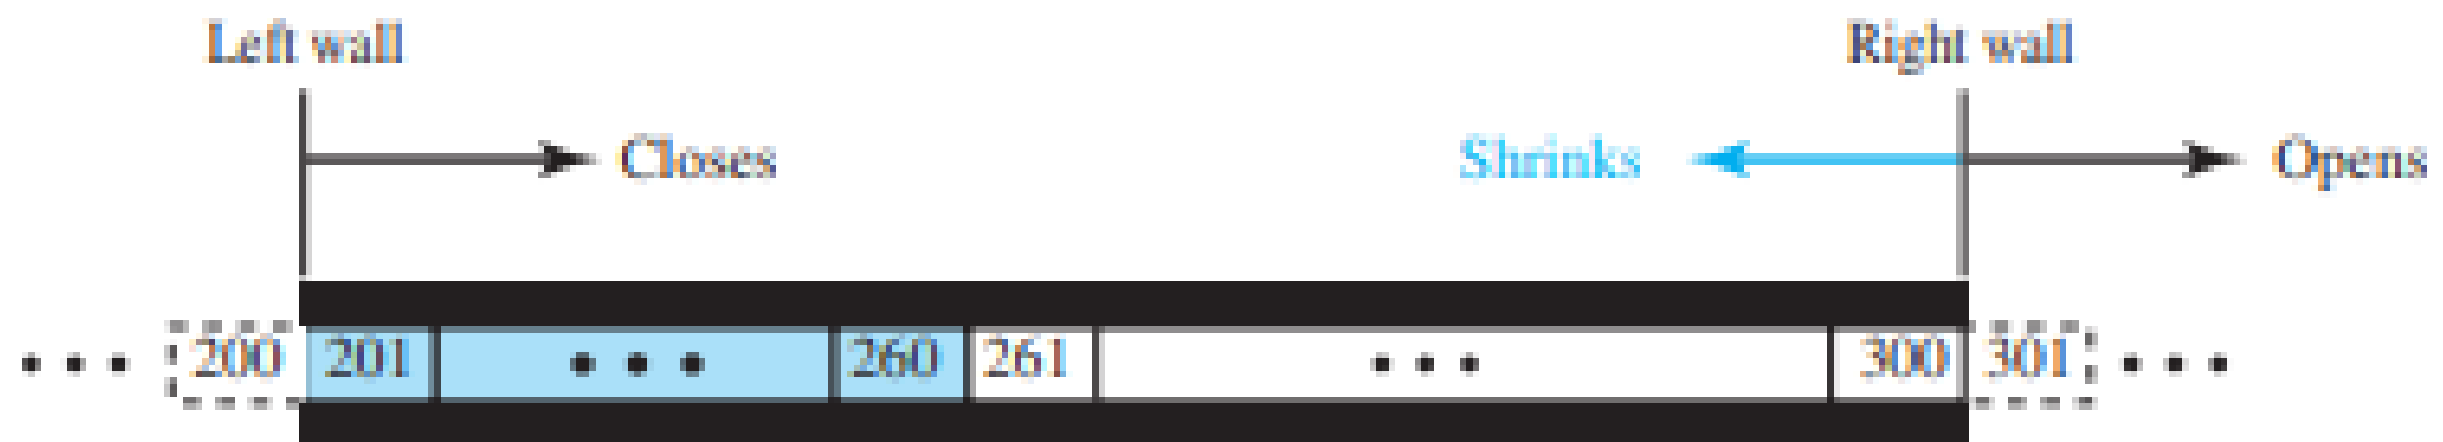 Left wall Right wall
Closes Shrinks Opens
• • • 200 201 • • • 260 261 • • • 300 301 • • •